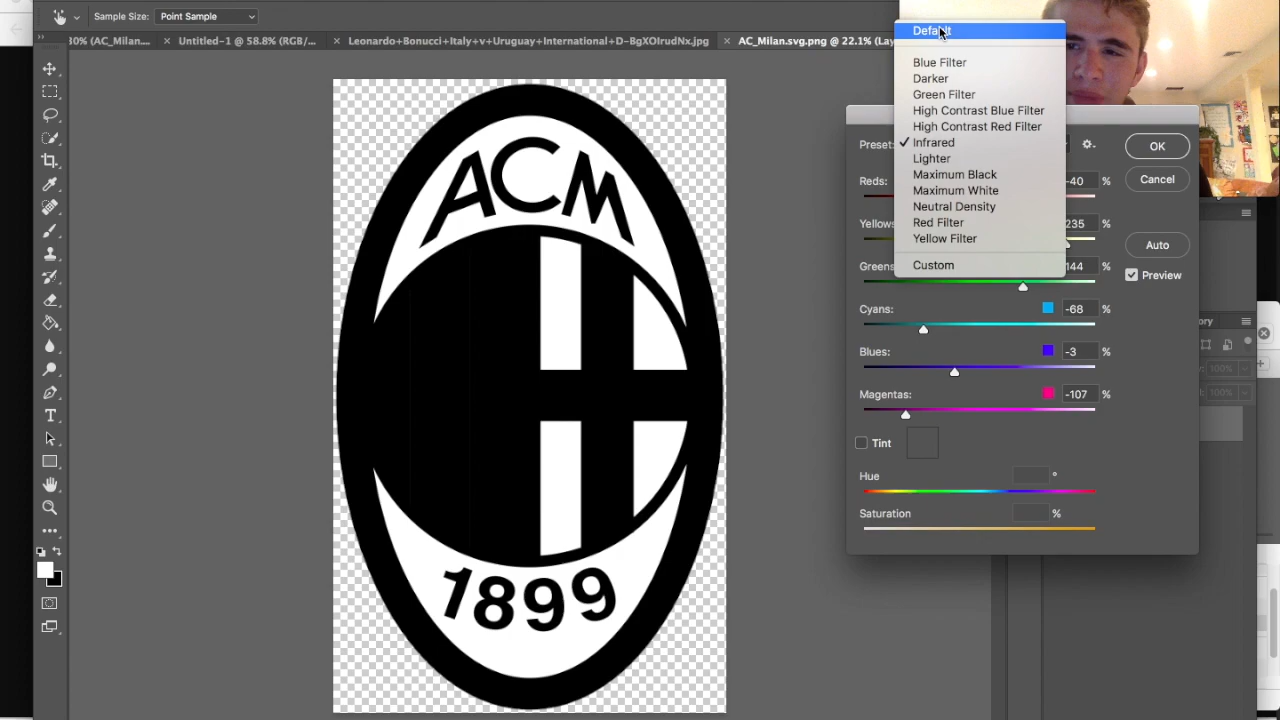 Sample Size: Point Sample
30% (AC_Milan.... Untitled-1 @ 58.8% (RGB/... Leonardo+Bonucci+Italy+v+Uruguay+International+D-BgXOIrudNx.jpg AC_Milan.svg.png @ 22.1% (Lay
Default
Blue Filter
Darker
Green Filter
High Contrast Blue Filter
High Contrast Red Filter
Infrared
Lighter
Maximum Black
Maximum White
Neutral Density
Red Filter
Yellow Filter
Custom
Preset:
OK
Reds: -40 %
Cancel
Yellows 235 %
Auto
Greens 144 %
Preview
Cyans: -68 %
Blues: -3 %
Magentas: -107 %
Tint
Hue °
Saturation %
ory
100%
100%
ACM
1899